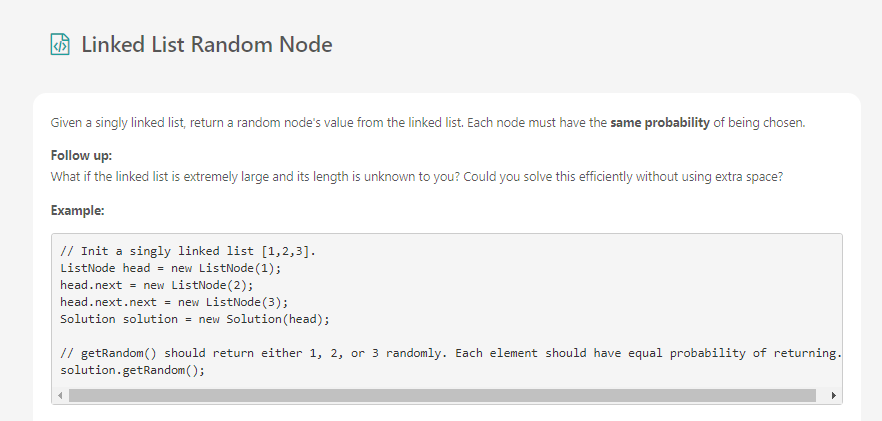 Linked List Random Node
Given a singly linked list, return a random node's value from the linked list. Each node must have the same probability of being chosen.
Follow up:
What if the linked list is extremely large and its length is unknown to you? Could you solve this efficiently without using extra space?
Example:
// Init a singly linked list [1,2,3].
ListNode head = new ListNode(1);
head.next = new ListNode(2);
head.next.next = new ListNode(3);
Solution solution = new Solution(head);
// getRandom() should return either 1, 2, or 3 randomly. Each element should have equal probability of returning.
solution.getRandom();